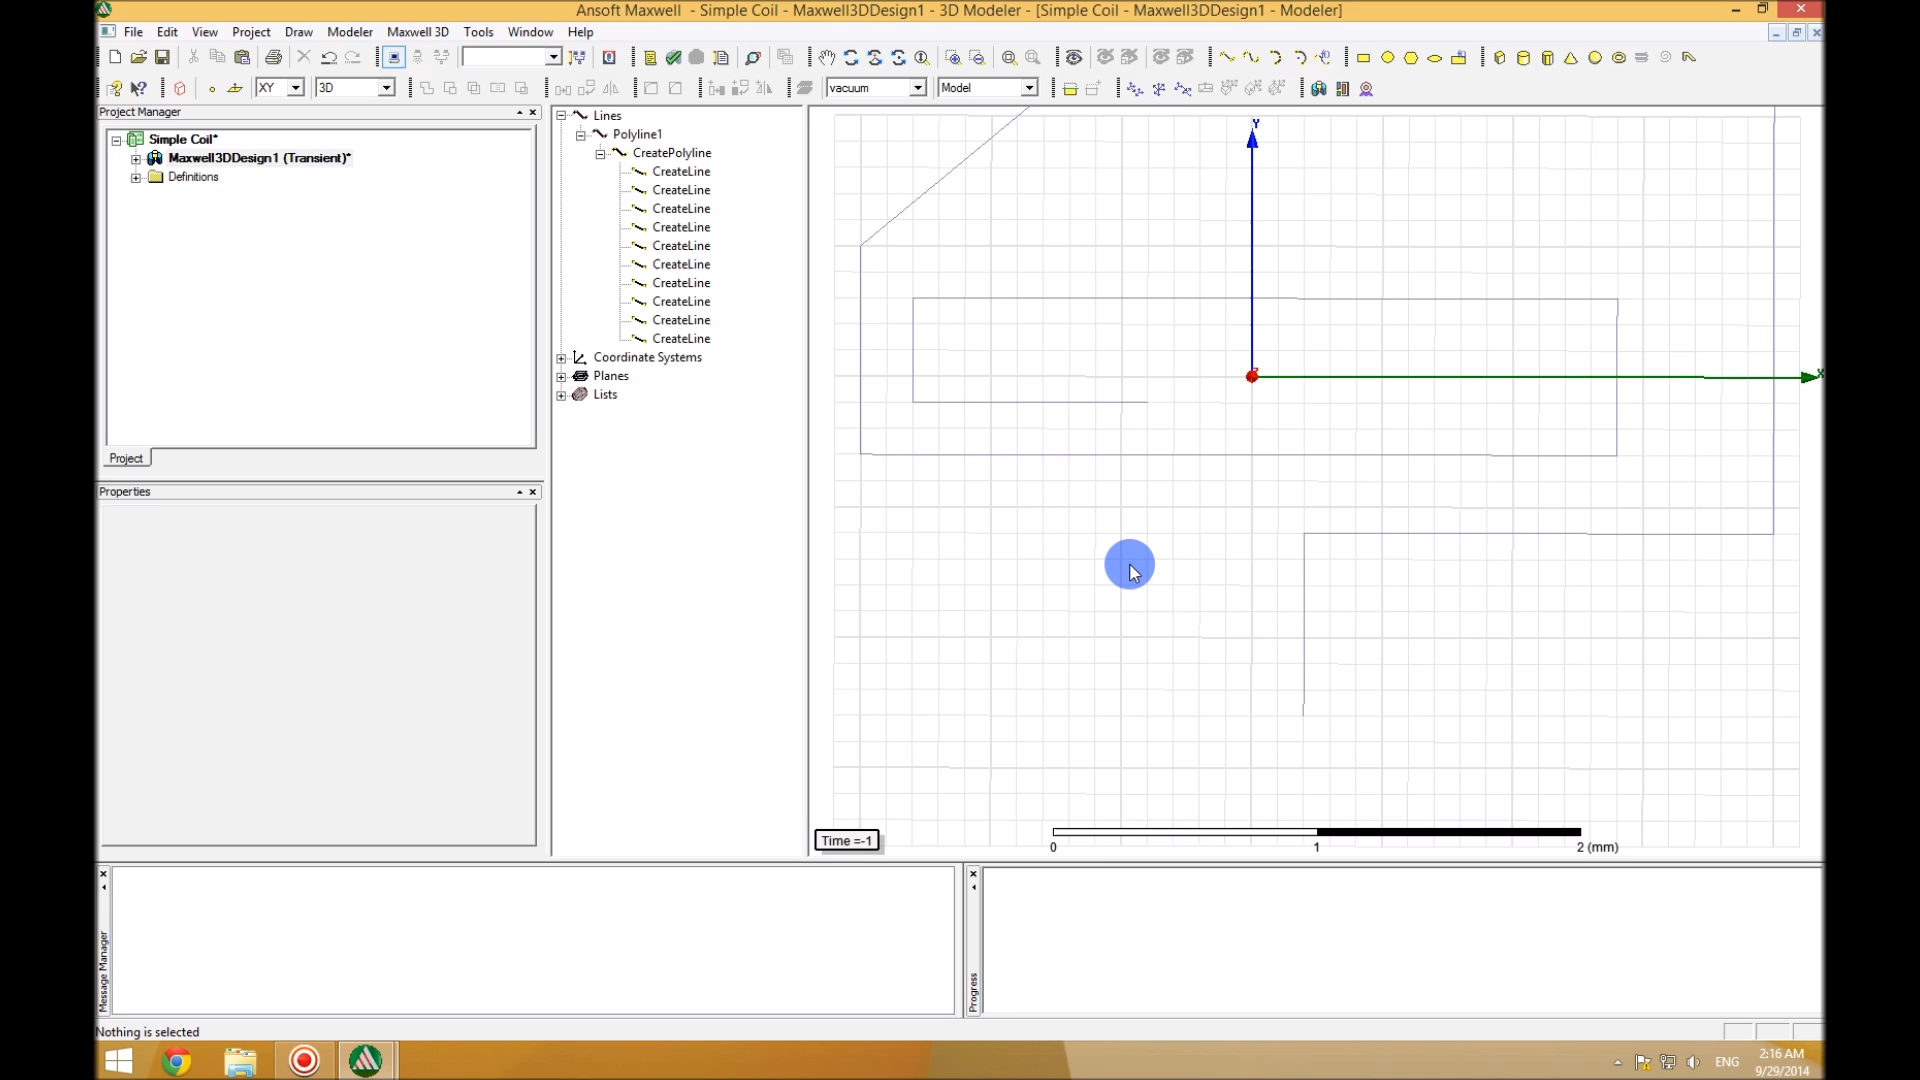 Ansoft Maxwell - Simple Coil - Maxwell3DDesign1 - 3D Modeler - [Simple Coil - Maxwell3DDesign1 - Modeler]
File Edit View Project Draw Modeler Maxwell 3D Tools Window Help
XY 3D vacuum Model
Project Manager
Simple Coil*
Maxwell3DDesign1 (Transient)*
Definitions
Project
Properties
Lines
Polyline1
CreatePolyline
CreateLine
CreateLine
CreateLine
CreateLine
CreateLine
CreateLine
CreateLine
CreateLine
CreateLine
CreateLine
Coordinate Systems
Planes
Lists
Y
X
Time =-1
0 1 2 (mm)
Message Manager
Progress
Nothing is selected
ENG
2:16 AM
9/29/2014